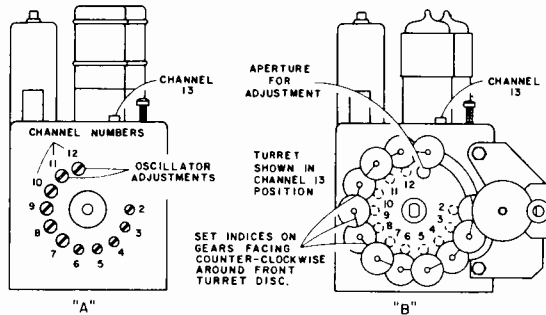 CHANNEL
13
CHANNEL NUMBERS
12
11
10
9
8
7
6
5
4
3
2
OSCILLATOR
ADJUSTMENTS
"A"
APERTURE
FOR
ADJUSTMENT
CHANNEL
13
TURRET
SHOWN IN
CHANNEL 13
POSITION
SET INDICES ON
GEARS FACING
COUNTER-CLOCKWISE
AROUND FRONT
TURRET DISC.
12
11
10
9
8
7
6
5
4
3
2
"B"